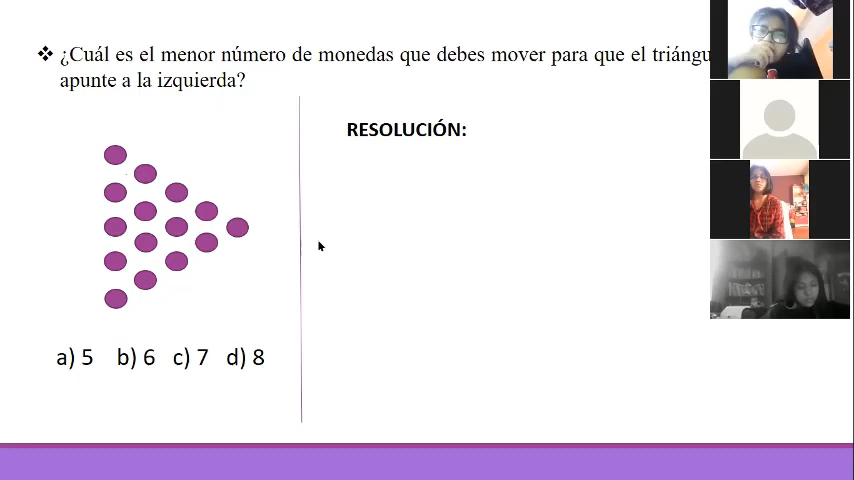 ❖ ¿Cuál es el menor número de monedas que debes mover para que el
apunte a la izquierda?
RESOLUCIÓN:
a) 5 b) 6 c) 7 d) 8